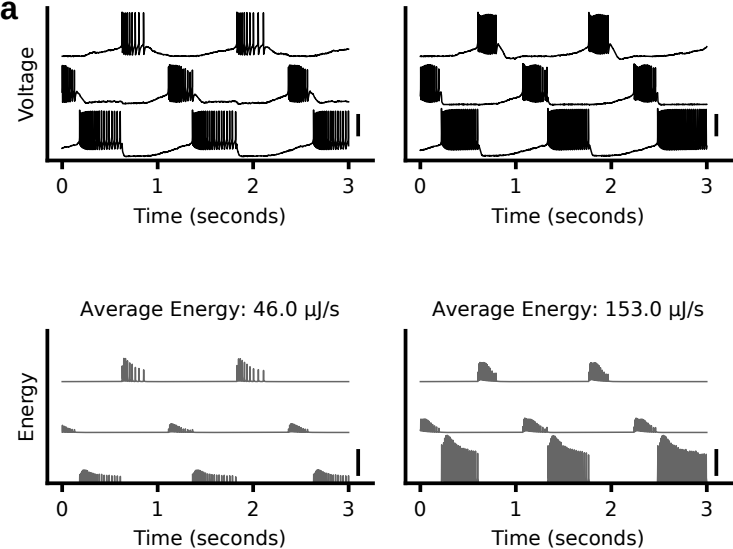 a
Voltage
0 1 2 3
Time (seconds)
0 1 2 3
Time (seconds)
Average Energy: 46.0 µJ/s
Average Energy: 153.0 µJ/s
Energy
0 1 2 3
Time (seconds)
0 1 2 3
Time (seconds)